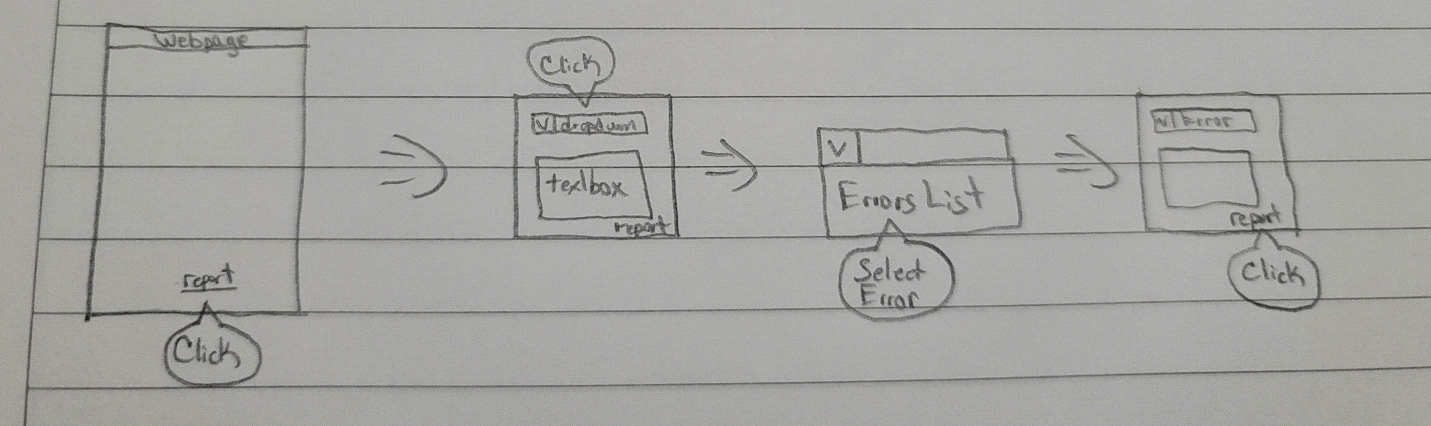 Webpage
report
Click
Click
V dropdown
textbox
report
V
Errors List
Select
Error
V Error
report
Click